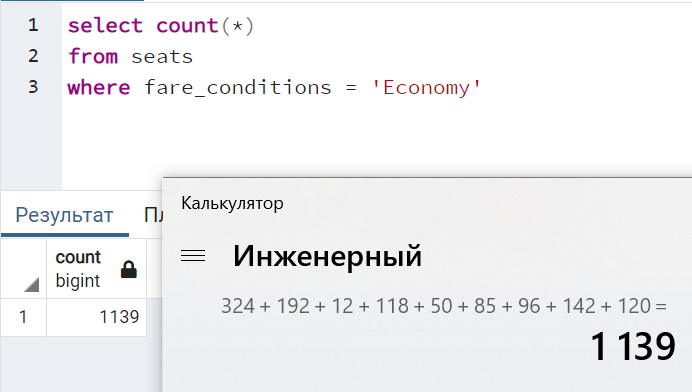 1 select count(*)
2 from seats
3 where fare_conditions = 'Economy'
Результат
Калькулятор
count
bigint
Инженерный
324 + 192 + 12 + 118 + 50 + 85 + 96 + 142 + 120 =
1 1139
1 139